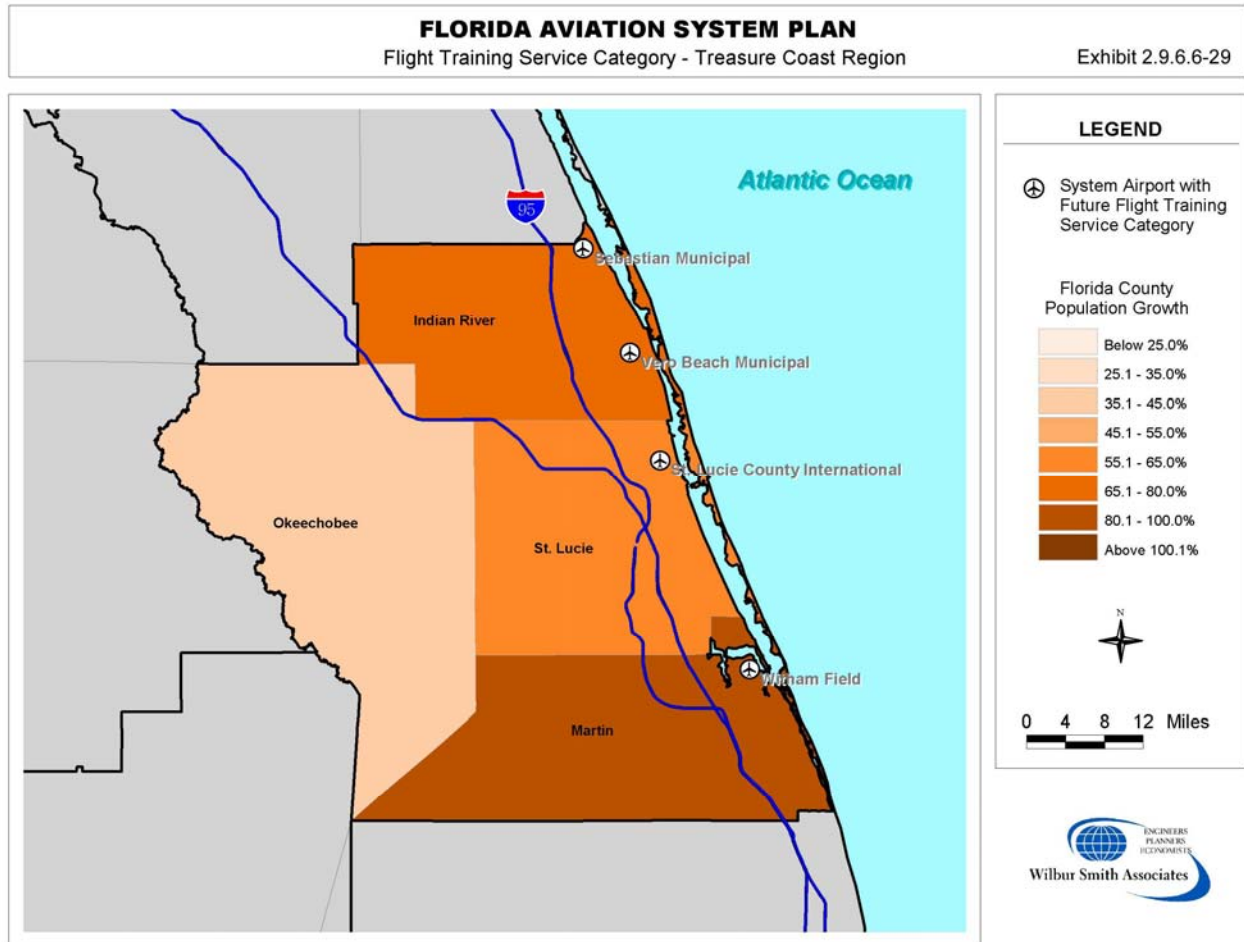 FLORIDA AVIATION SYSTEM PLAN
Flight Training Service Category - Treasure Coast Region
Exhibit 2.9.6.6-29
Atlantic Ocean
95
Sebastian Municipal
Indian River
Vero Beach Municipal
St. Lucie County International
Okeechobee
St. Lucie
Witham Field
Martin
LEGEND
System Airport with
Future Flight Training
Service Category
Florida County
Population Growth
Below 25.0%
25.1 - 35.0%
35.1 - 45.0%
45.1 - 55.0%
55.1 - 65.0%
65.1 - 80.0%
80.1 - 100.0%
Above 100.1%
N
0 4 8 12 Miles
ENGINEERS
PLANNERS
ECONOMISTS
Wilbur Smith Associates